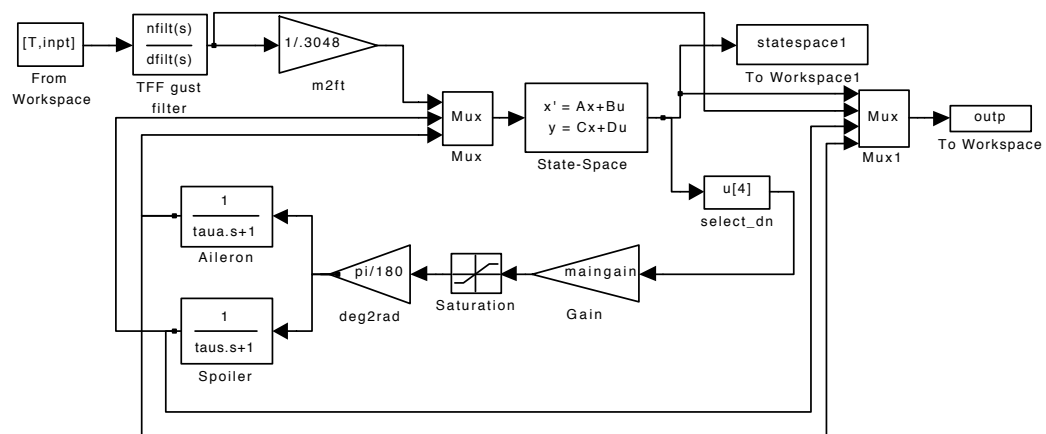 [T,inpt]
From
Workspace
nfilt(s)
dfilt(s)
TFF gust
filter
1/.3048
m2ft
Mux
Mux
x' = Ax+Bu
y = Cx+Du
State-Space
statespace1
To Workspace1
Mux
Mux1
outp
To Workspace
u[4]
select_dn
1
taua.s+1
Aileron
pi/180
deg2rad
Saturation
maingain
Gain
1
taus.s+1
Spoiler